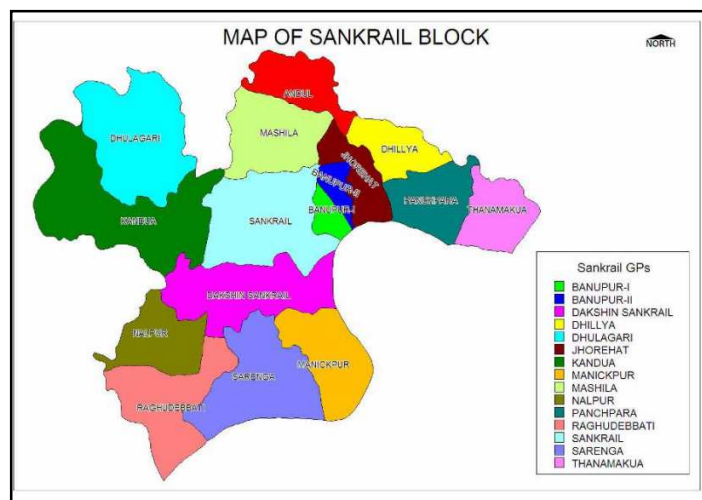 MAP OF SANKRAIL BLOCK
NORTH
ANDUL
MASHILA
DHULAGARI
DHILLYA
JHOREHAT
BANUPUR-II
BANUPUR-I
THANAMAKUA
KANDUA
SANKRAIL
DAKSHIN SANKRAIL
NALPUR
MANICKPUR
SARENGA
RAGHUDEBBATI
Sankrail GPs
BANUPUR-I
BANUPUR-II
DAKSHIN SANKRAIL
DHILLYA
DHULAGARI
JHOREHAT
KANDUA
MANICKPUR
MASHILA
NALPUR
PANCHPARA
RAGHUDEBBATI
SANKRAIL
SARENGA
THANAMAKUA